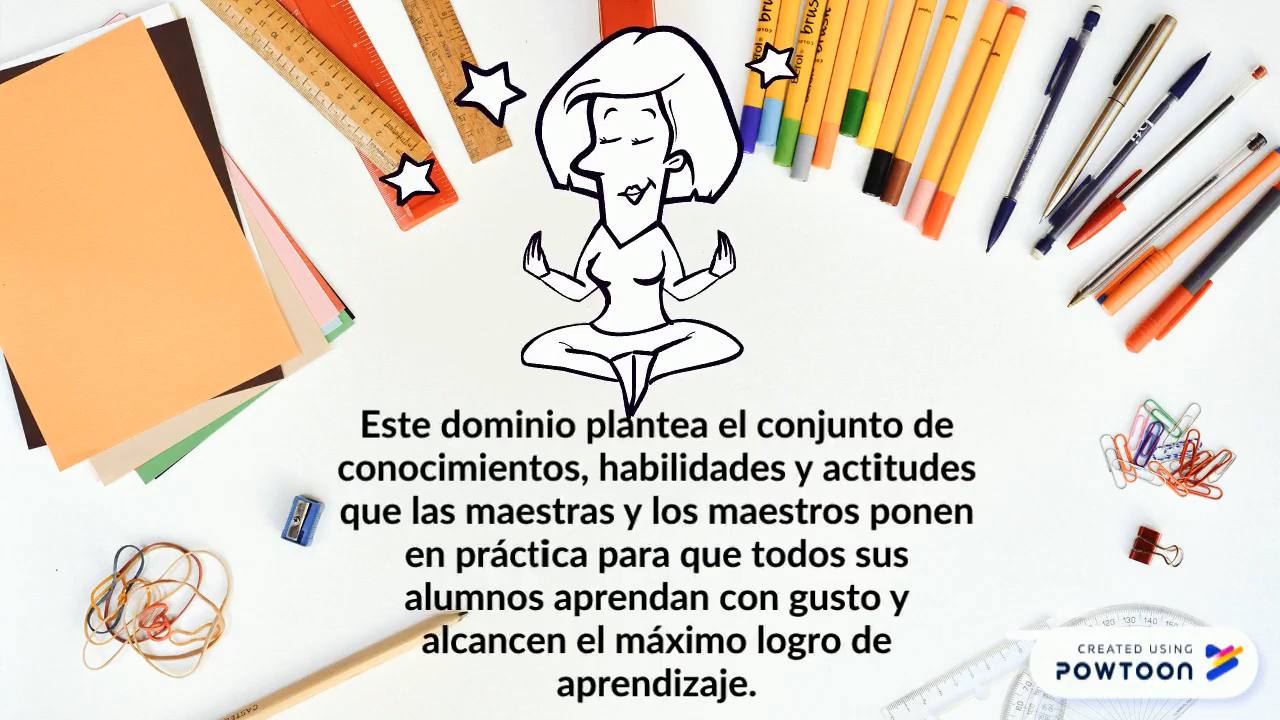 Este dominio plantea el conjunto de
conocimientos, habilidades y actitudes
que las maestras y los maestros ponen
en práctica para que todos sus
alumnos aprendan con gusto y
alcancen el máximo logro de
aprendizaje.
CREATED USING
POWTOON